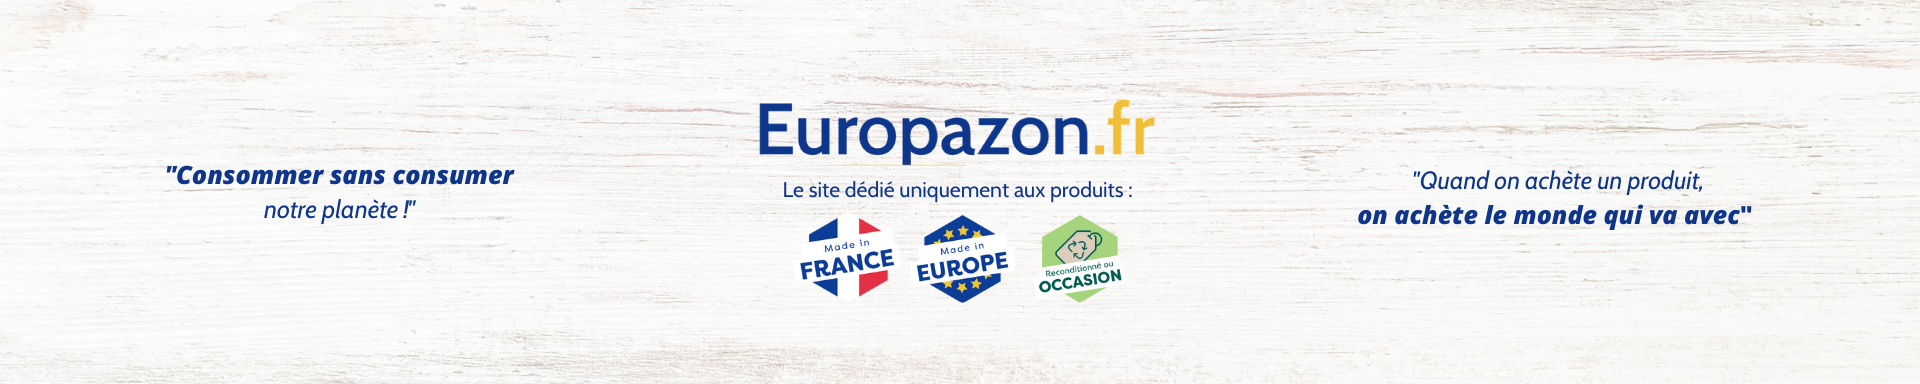 "Consommer sans consumer
notre planète !"
Europazon.fr
Le site dédié uniquement aux produits :
Made in
FRANCE
Made in
EUROPE
Reconditionné ou
OCCASION
"Quand on achète un produit,
on achète le monde qui va avec"